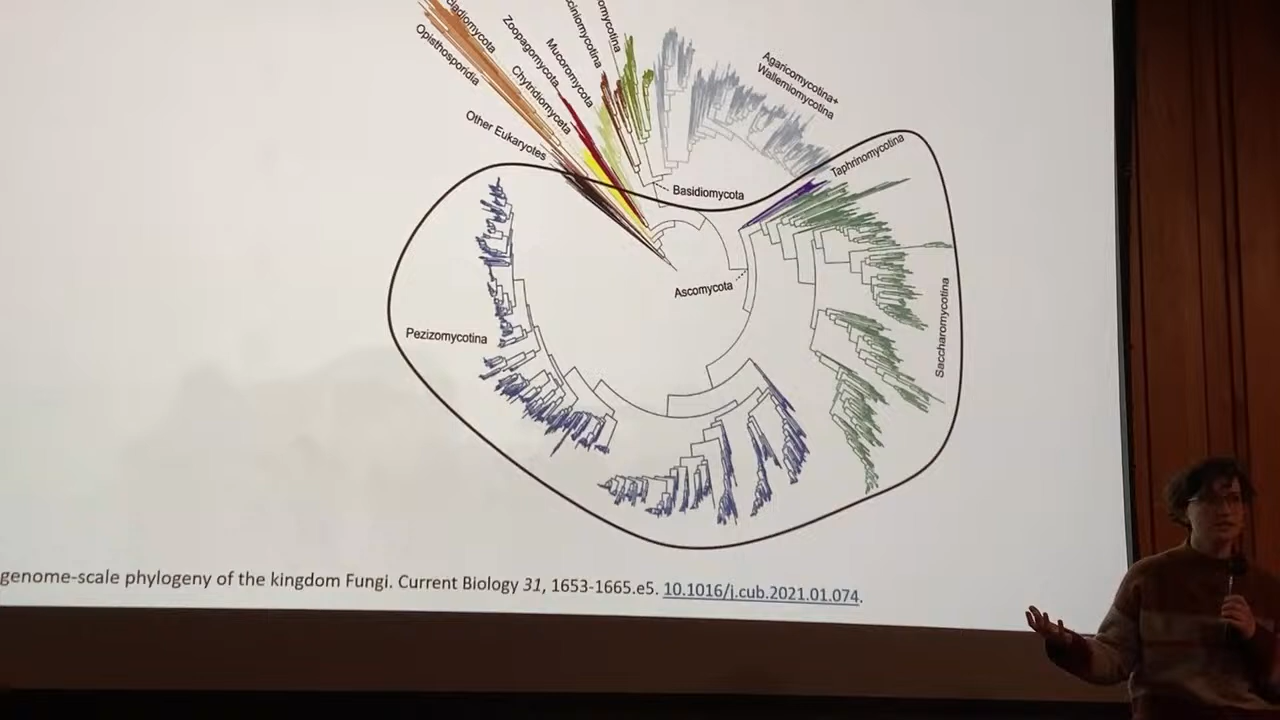 Opisthosporidia
Zoopagomycota
Mucoromycota
Chytridiomycata
Other Eukaryotes
Agaricomycotina+
Wallemiomycotina
Taphrinomycotina
Basidiomycota
Ascomycota
Saccharomycotina
Pezizomycotina
genome-scale phylogeny of the kingdom Fungi. Current Biology 31, 1653-1665.e5. 10.1016/j.cub.2021.01.074.